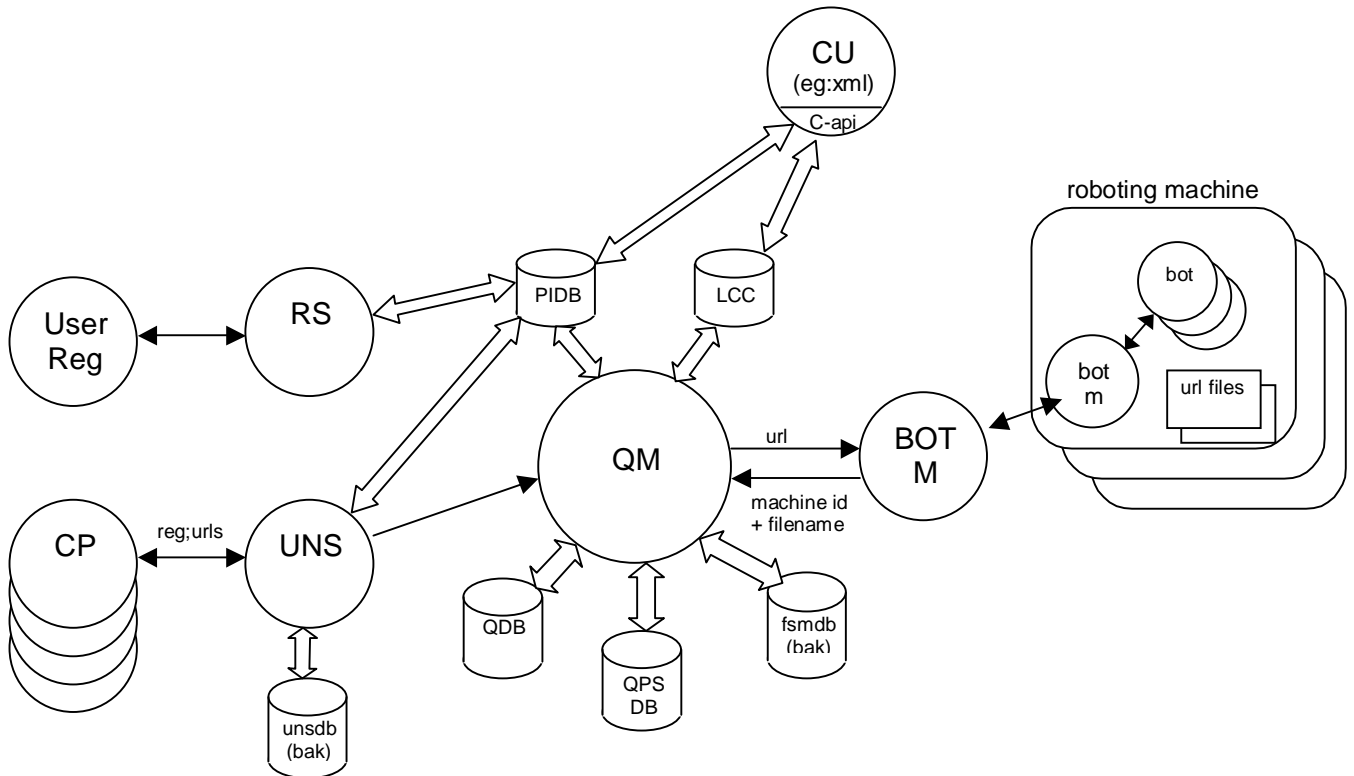 CU
(eg:xml)
C-api
roboting machine
bot
PIDB
LCC
RS
User
Reg
bot
m
url files
QM
url
BOT
M
machine id
+ filename
CP
reg;urls
UNS
QDB
fsmdb
(bak)
QPS
DB
unsdb
(bak)